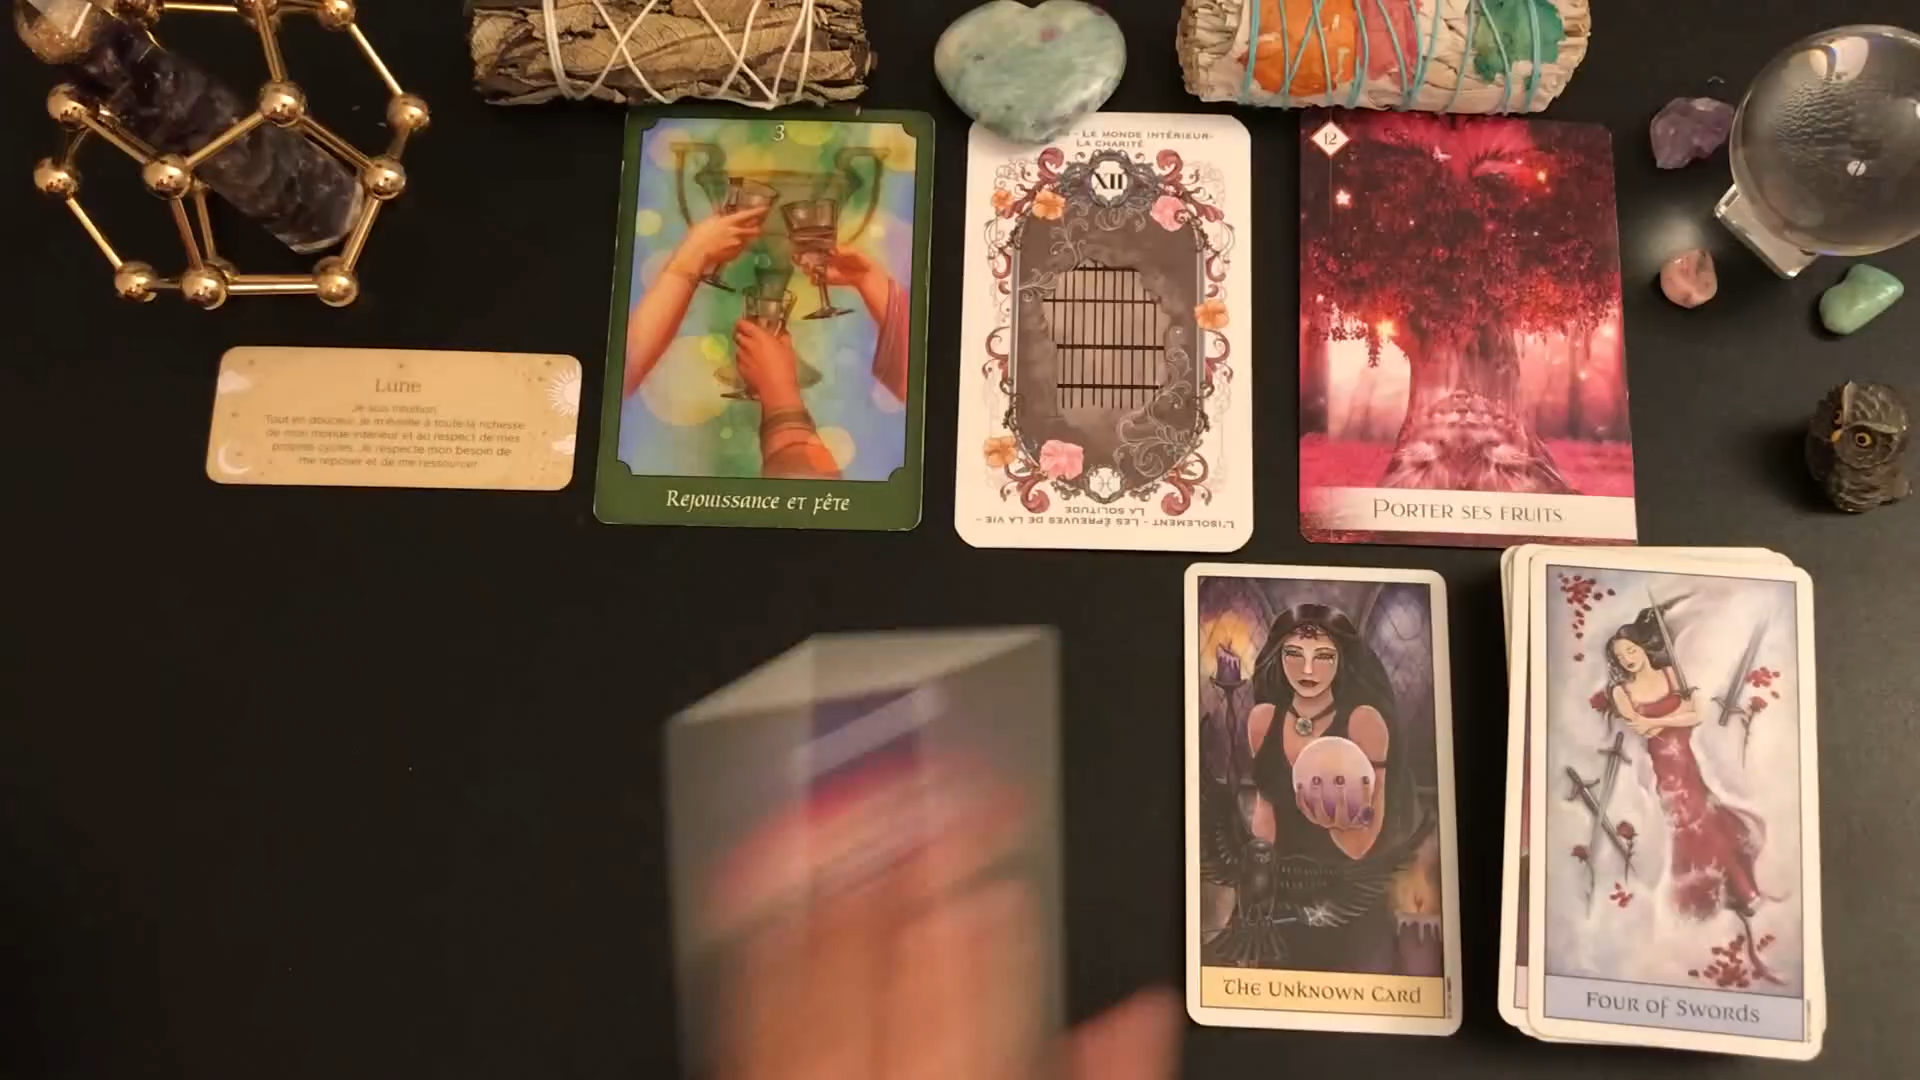 Lune
Je suis intuition
Tout en douceur, je m'éveille à toute la richesse
de mon monde intérieur et au respect de mes
propres cycles. Je respecte mon besoin de
me reposer et de me ressourcer
3
Rejouissance et fête
- Le monde intérieur-
La charité
XII
L'isolement - Les épreuves de la vie -
La solitude
12
Porter ses fruits
The Unknown Card
Four of Swords